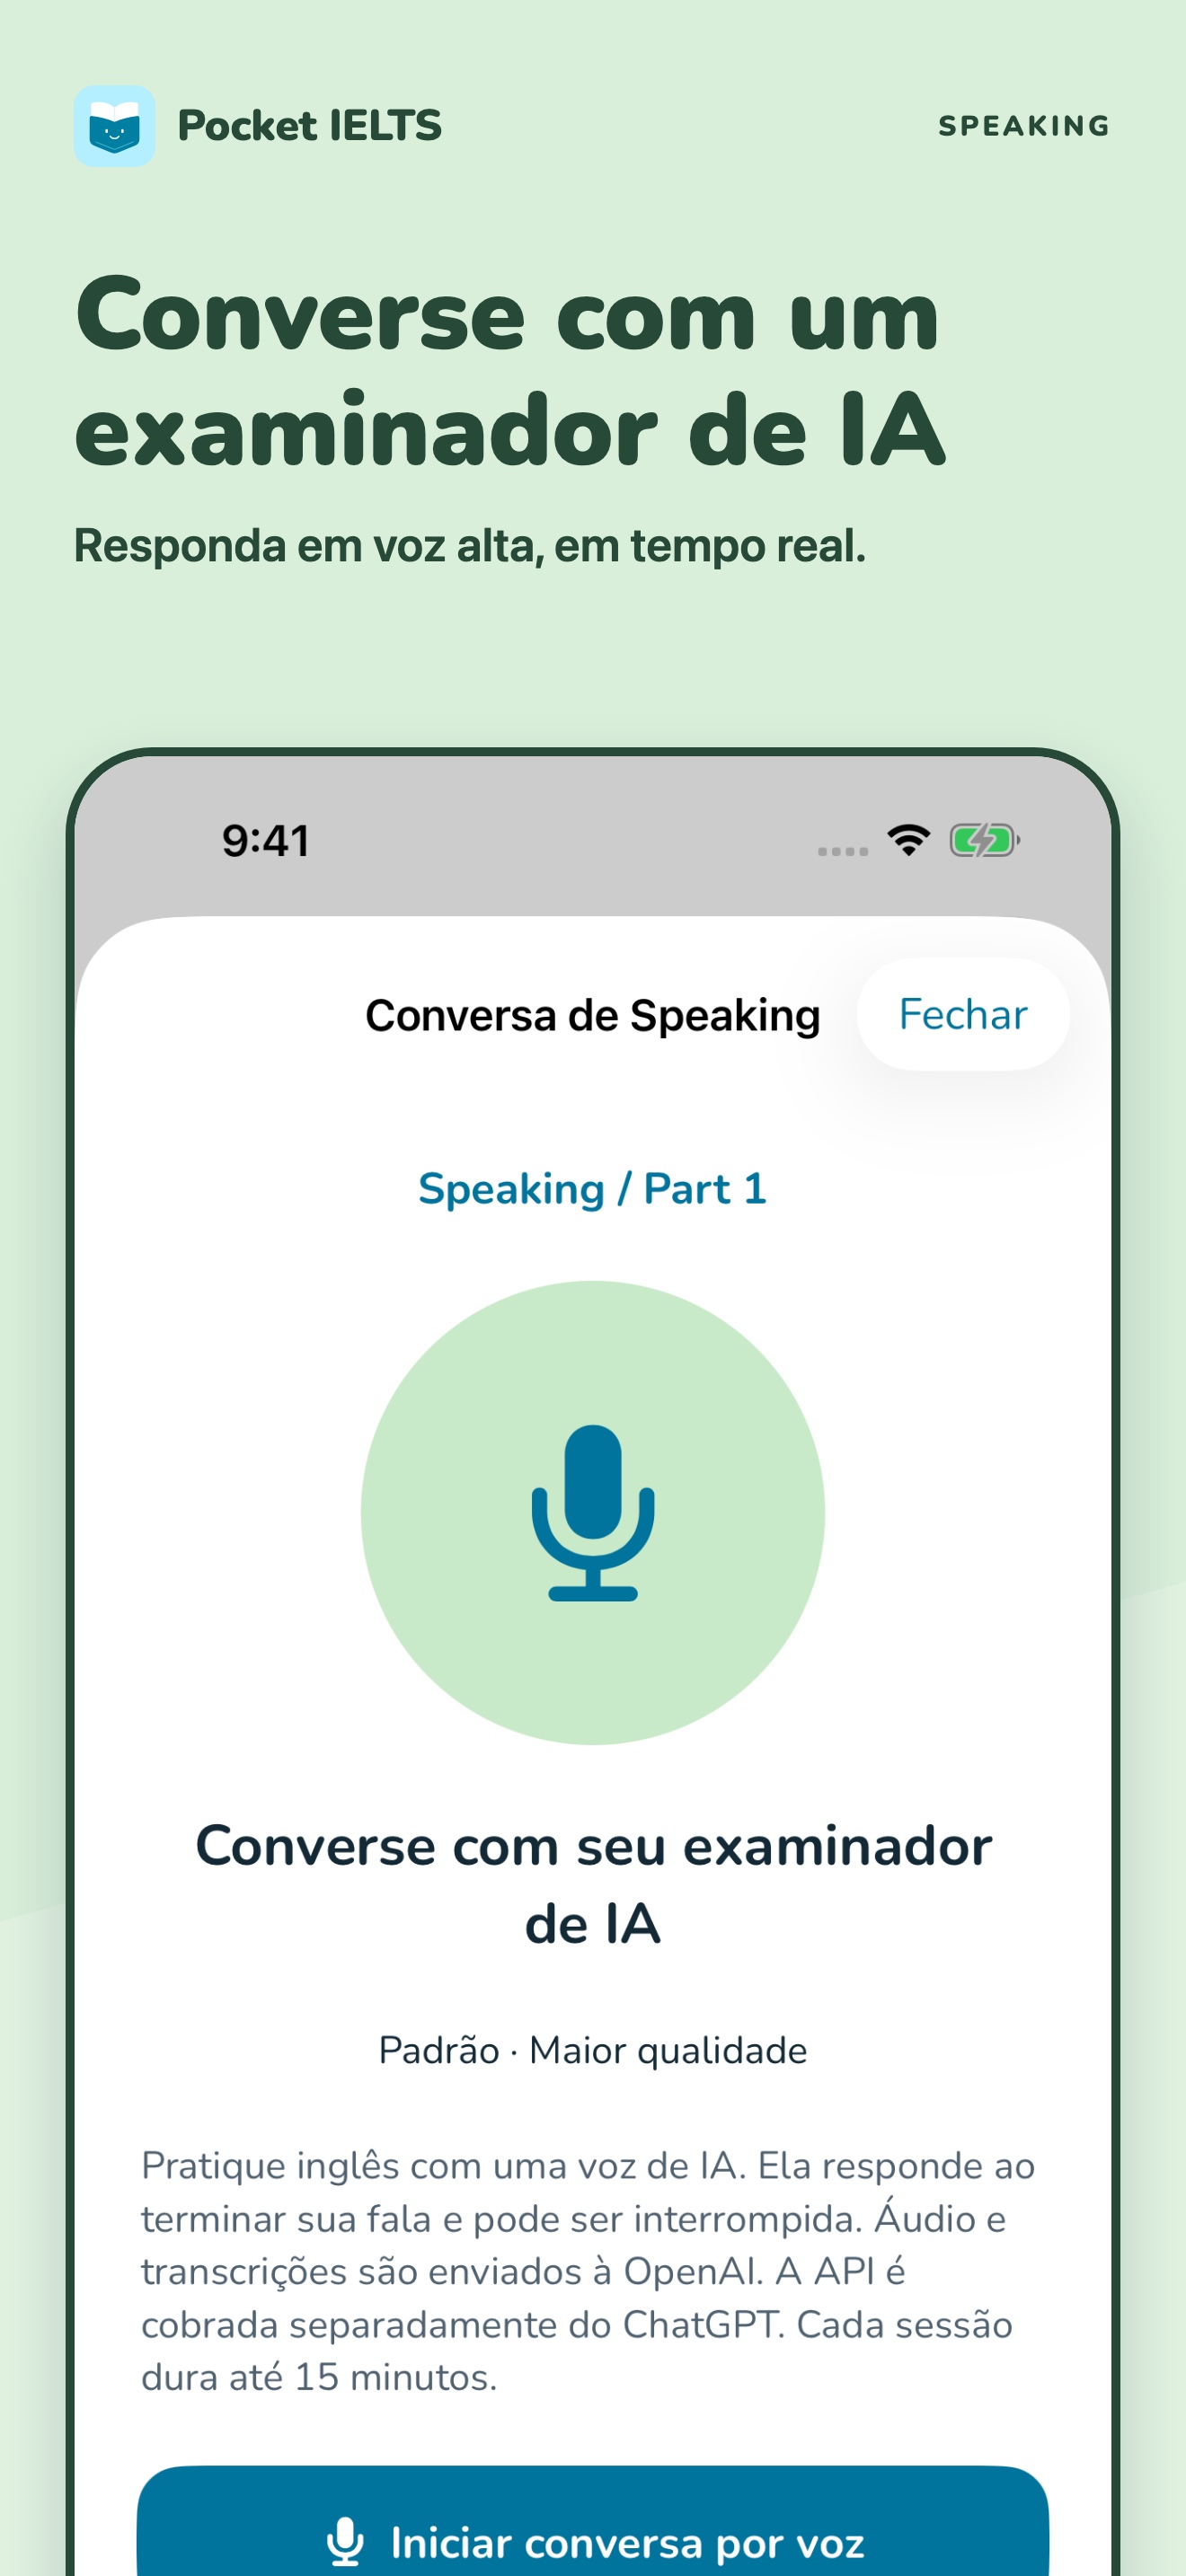 Pocket IELTS
SPEAKING
Converse com um
examinador de IA
Responda em voz alta, em tempo real.
9:41
Conversa de Speaking
Fechar
Speaking / Part 1
Converse com seu examinador
de IA
Padrão · Maior qualidade
Pratique inglês com uma voz de IA. Ela responde ao
terminar sua fala e pode ser interrompida. Áudio e
transcrições são enviados à OpenAI. A API é
cobrada separadamente do ChatGPT. Cada sessão
dura até 15 minutos.
Iniciar conversa por voz